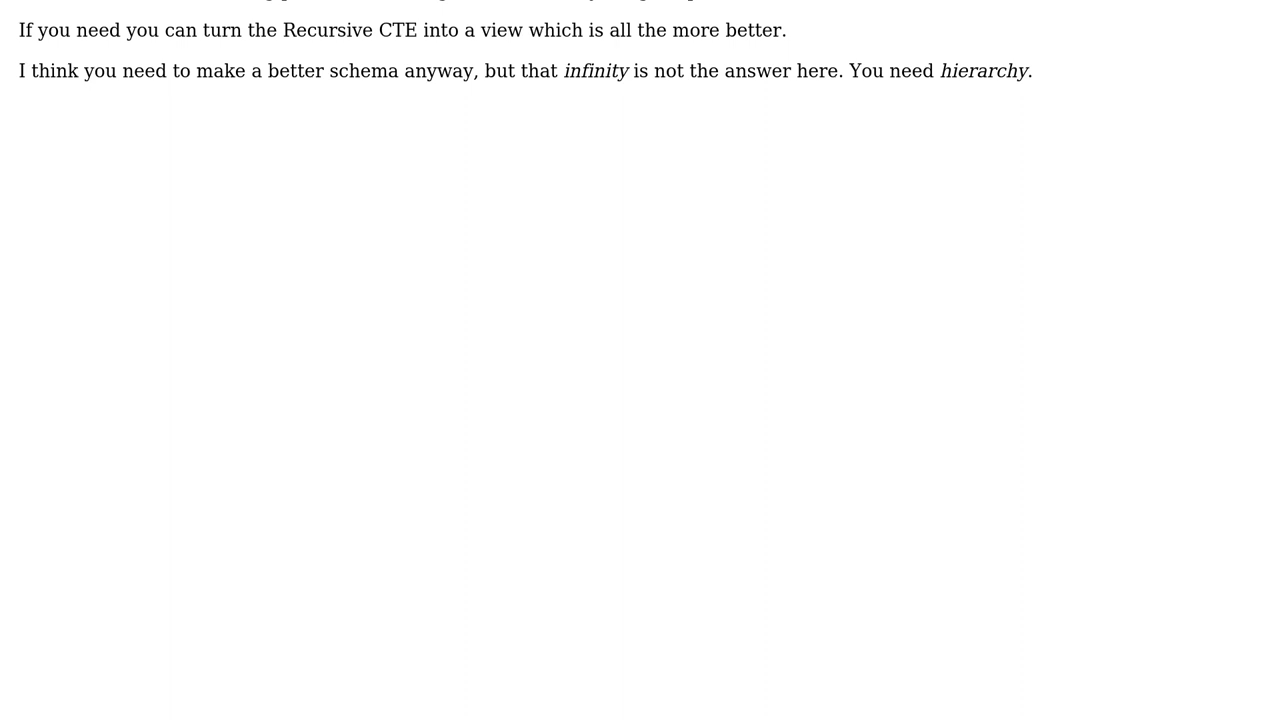 If you need you can turn the Recursive CTE into a view which is all the more better.
I think you need to make a better schema anyway, but that infinity is not the answer here. You need hierarchy.